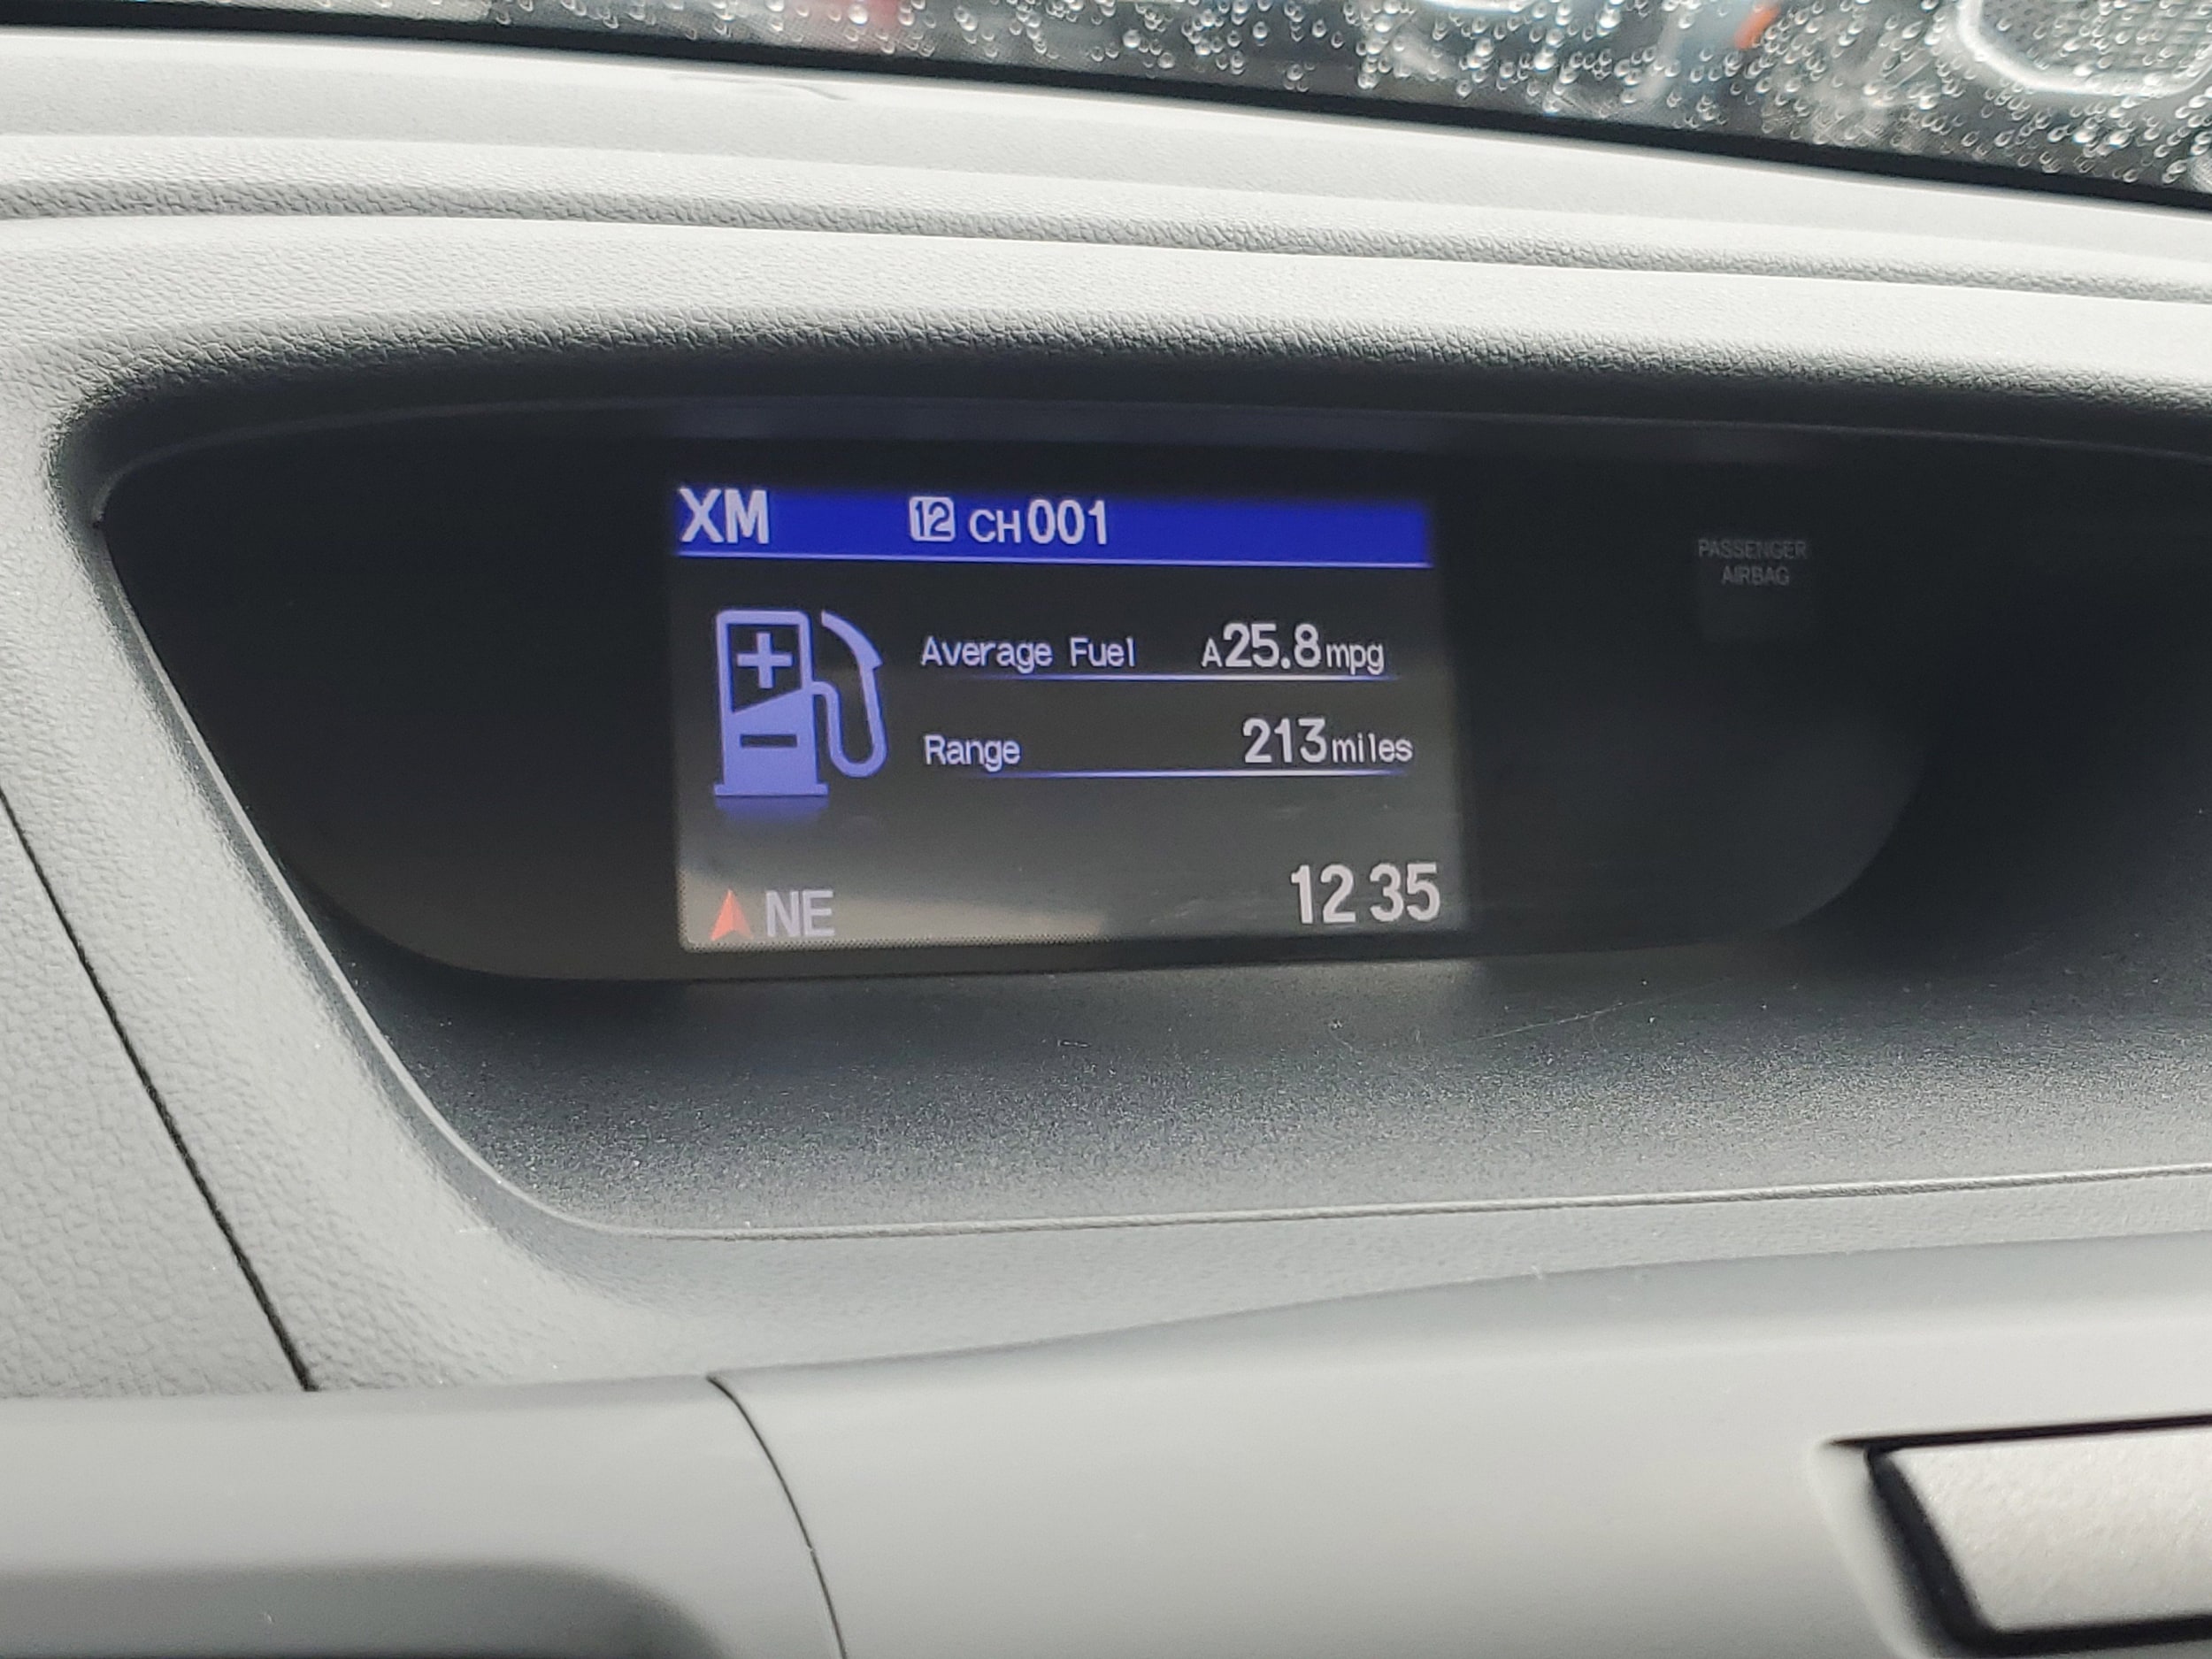 XM 12 CH001
PASSENGER
AIRBAG
Average Fuel A25.8mpg
Range 213miles
NE 12 35